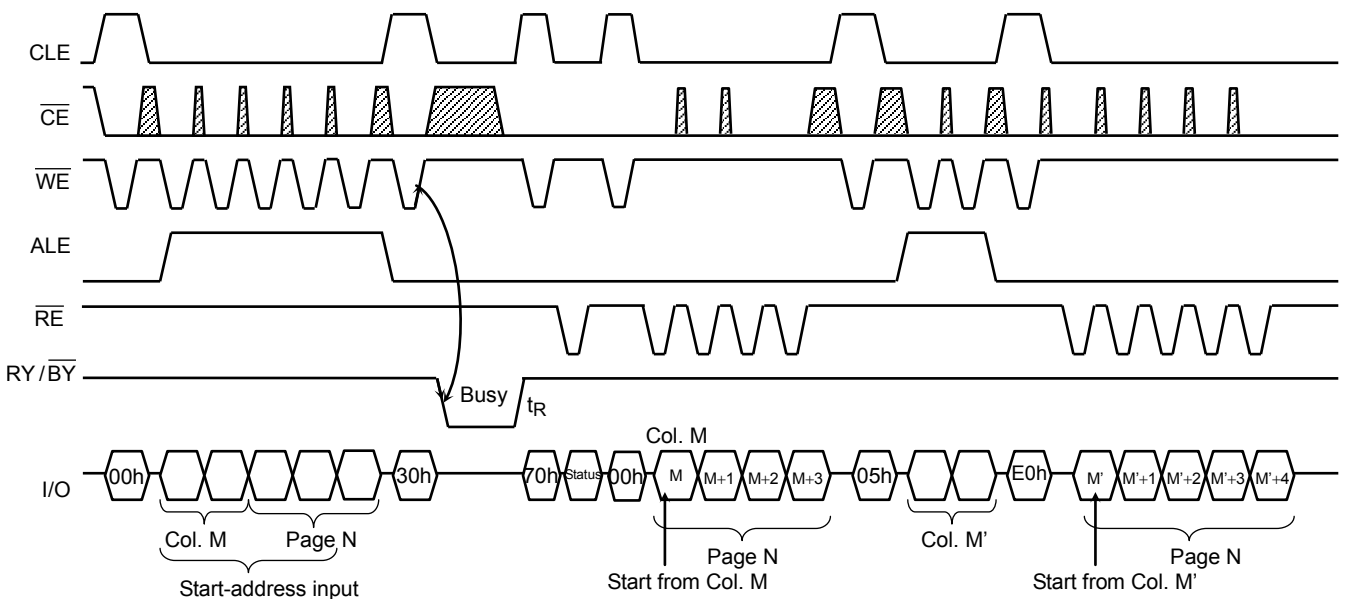 CLE
CE
WE
ALE
RE
RY / BY
Busy
tR
Col. M
I/O
00h
30h
70h
Status
00h
M
M+1
M+2
M+3
05h
E0h
M'
M'+1
M'+2
M'+3
M'+4
Col. M
Page N
Page N
Col. M'
Page N
Start-address input
Start from Col. M
Start from Col. M'